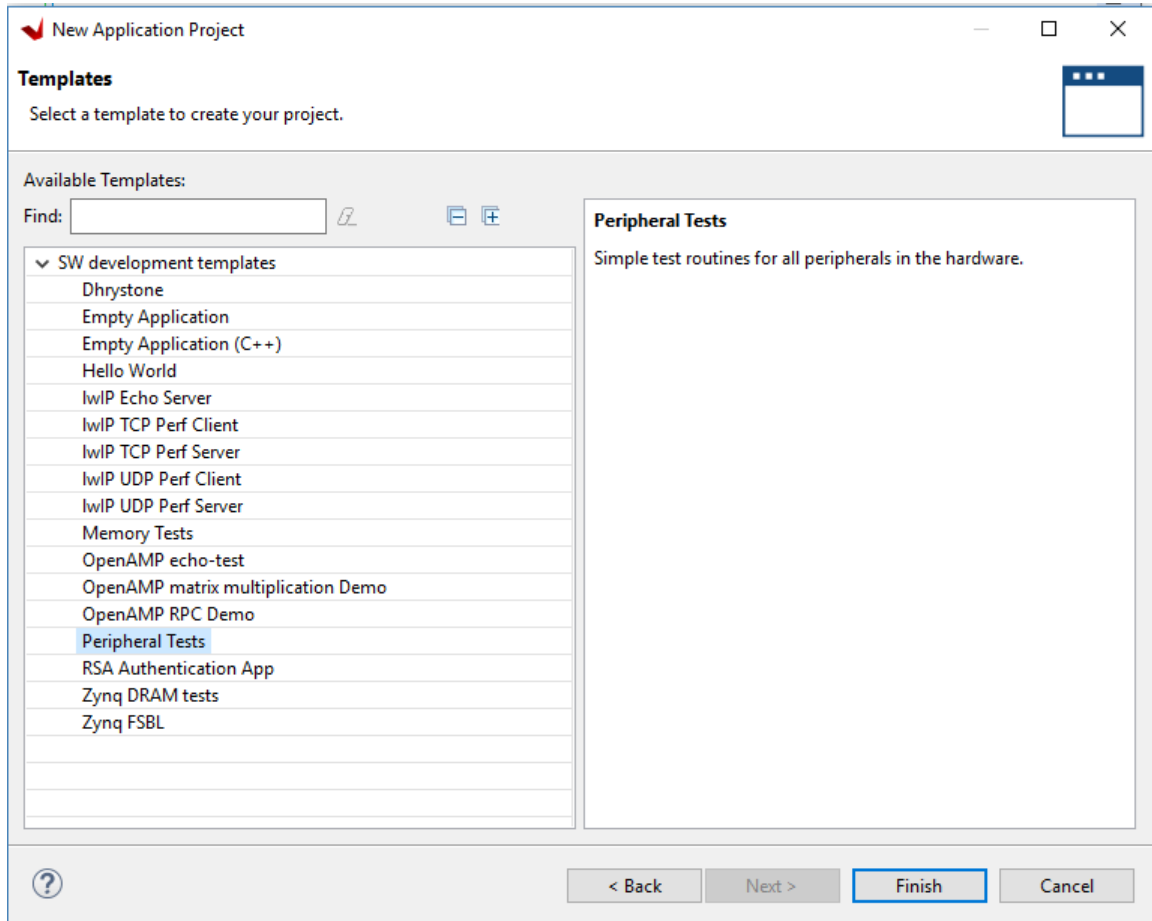 New Application Project
Templates
Select a template to create your project.
Available Templates:
Find:
SW development templates
Dhrystone
Empty Application
Empty Application (C++)
Hello World
lwIP Echo Server
lwIP TCP Perf Client
lwIP TCP Perf Server
lwIP UDP Perf Client
lwIP UDP Perf Server
Memory Tests
OpenAMP echo-test
OpenAMP matrix multiplication Demo
OpenAMP RPC Demo
Peripheral Tests
RSA Authentication App
Zynq DRAM tests
Zynq FSBL
Peripheral Tests
Simple test routines for all peripherals in the hardware.
?
< Back
Next >
Finish
Cancel